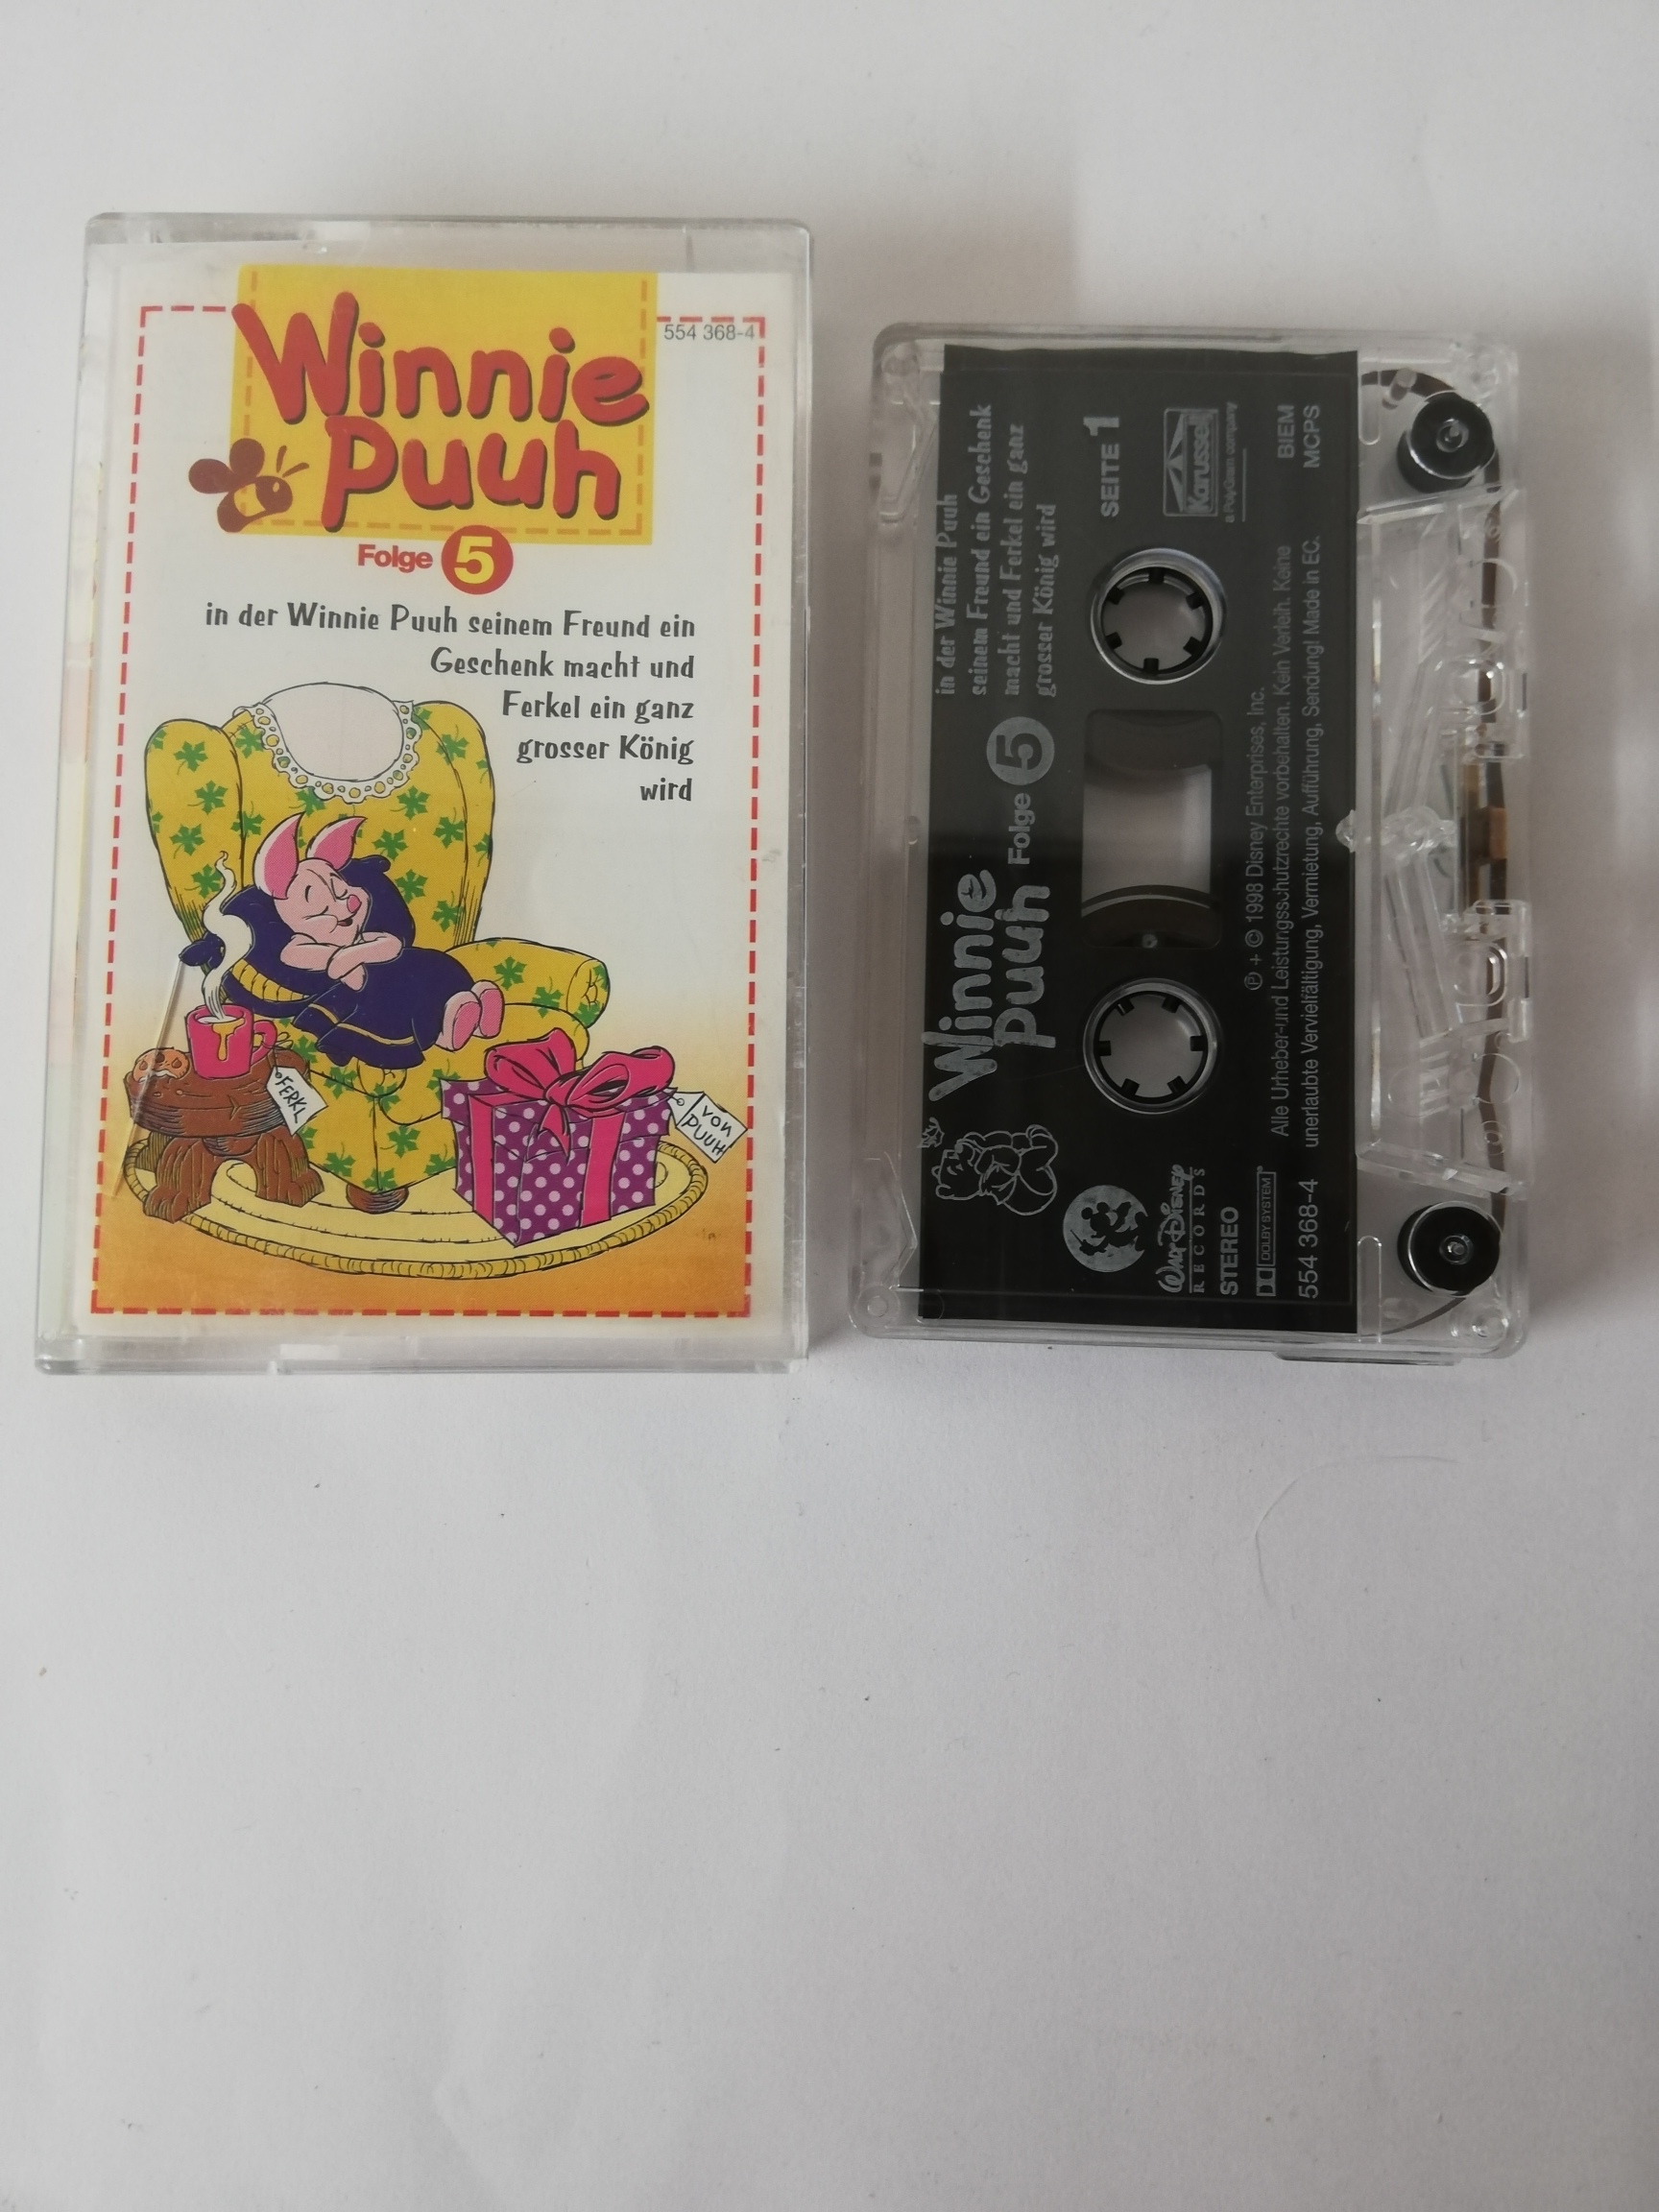 Winnie
Puuh
554 368-4
Folge 5
in der Winnie Puuh seinem Freund ein
Geschenk macht und
Ferkel ein ganz
grosser König
wird
FERKL
VON
PUUH
in der Winnie Puuh
seinem Freund ein Geschenk
macht und Ferkel ein ganz
grosser König wird
Winnie
Puuh Folge 5
SEITE 1
Karussell
a PolyGram company
BIEM
MCPS
WALT DISNEY
RECORDS
STEREO
DOLBY SYSTEM
554 368-4
℗ + © 1998 Disney Enterprises, Inc.
Alle Urheber-und Leistungsschutzrechte vorbehalten. Kein Verleih. Keine
unerlaubte Vervielfältigung, Vermietung, Aufführung, Sendung! Made in EC.